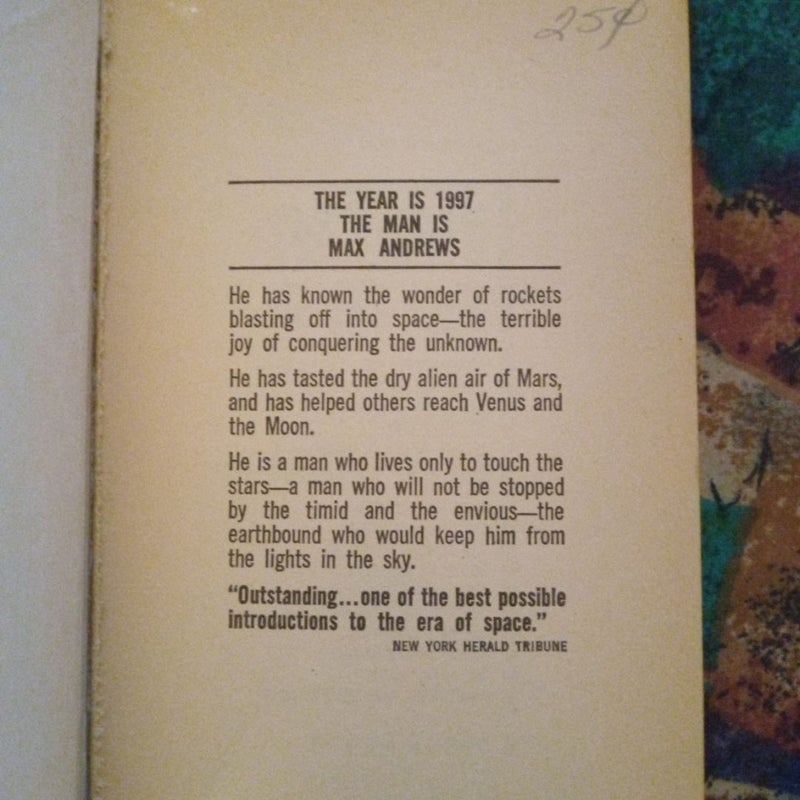 25¢
THE YEAR IS 1997
THE MAN IS
MAX ANDREWS
He has known the wonder of rockets
blasting off into space—the terrible
joy of conquering the unknown.
He has tasted the dry alien air of Mars,
and has helped others reach Venus and
the Moon.
He is a man who lives only to touch the
stars—a man who will not be stopped
by the timid and the envious—the
earthbound who would keep him from
the lights in the sky.
“Outstanding...one of the best possible
introductions to the era of space.”
NEW YORK HERALD TRIBUNE